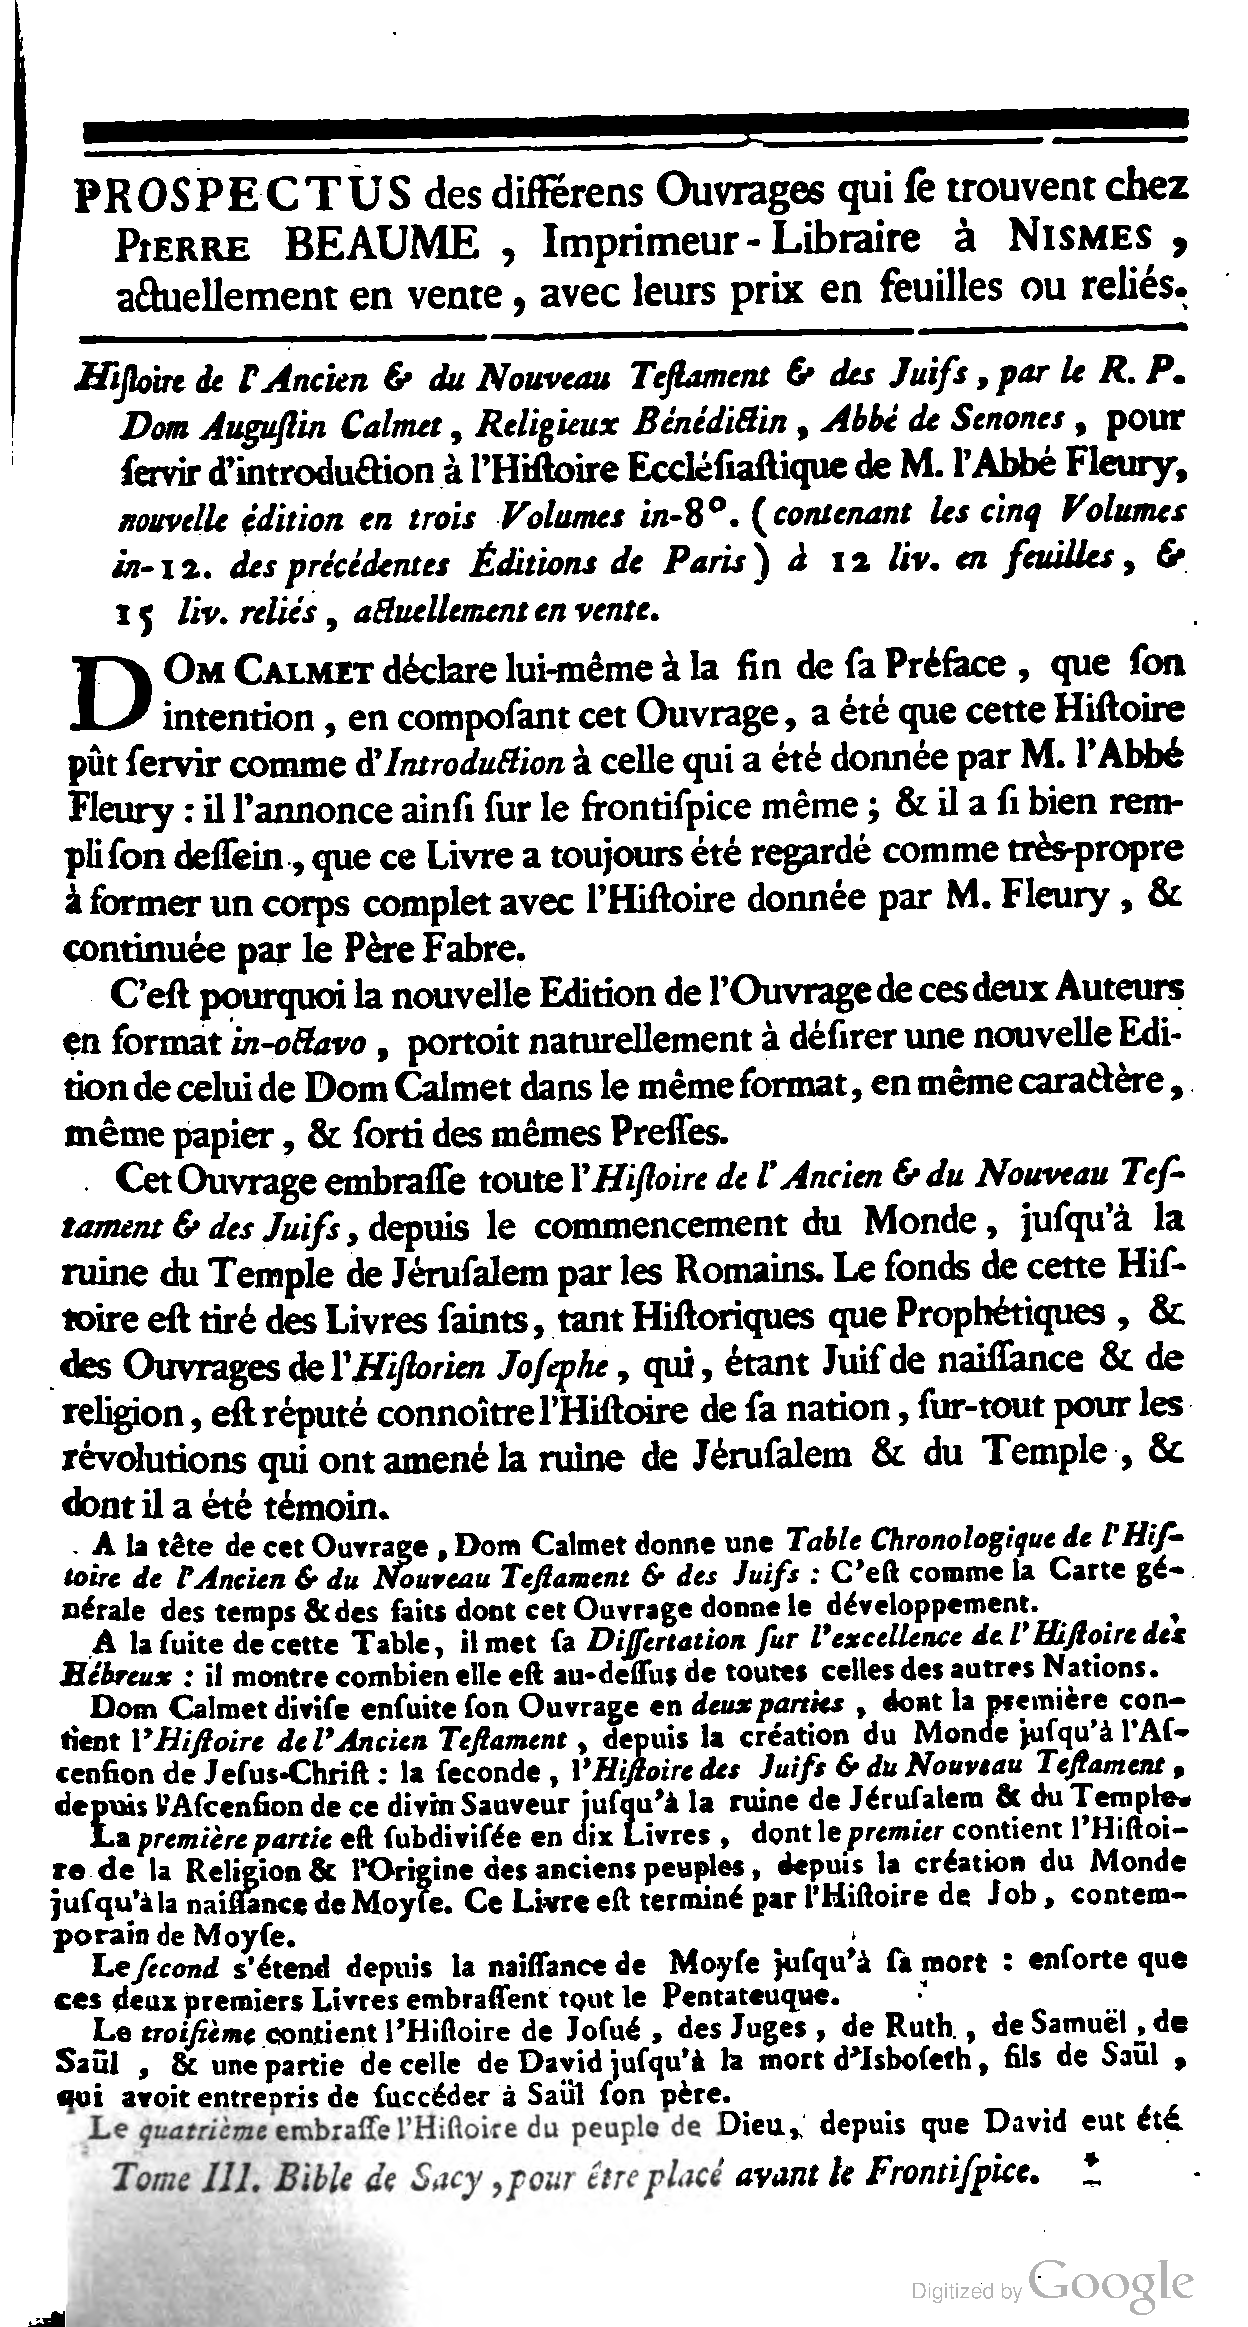 PROSPECTUS des différens Ouvrages qui ſe trouvent chez
PIERRE BEAUME , Imprimeur-Libraire à NISMES ,
actuellement en vente , avec leurs prix en feuilles ou reliés.
Hiſtoire de l'Ancien & du Nouveau Teſtament & des Juifs , par le R. P.
Dom Auguſtin Calmet , Religieux Bénédictin , Abbé de Senones , pour
ſervir d'introduction à l'Hiſtoire Eccléſiaſtique de M. l'Abbé Fleury,
nouvelle édition en trois Volumes in-8°. (contenant les cinq Volumes
in-12. des précédentes Éditions de Paris) à 12 liv. en feuilles , &
15 liv. reliés , actuellement en vente.
DOM CALMET déclare lui-même à la fin de ſa Préface , que ſon
intention , en compoſant cet Ouvrage, a été que cette Hiſtoire
pût ſervir comme d'Introduction à celle qui a été donnée par M. l'Abbé
Fleury : il l'annonce ainſi ſur le frontiſpice même ; & il a ſi bien rem-
pli ſon deſſein , que ce Livre a toujours été regardé comme très-propre
à former un corps complet avec l'Hiſtoire donnée par M. Fleury , &
continuée par le Père Fabre.
C'eſt pourquoi la nouvelle Edition de l'Ouvrage de ces deux Auteurs
en format in-octavo , portoit naturellement à déſirer une nouvelle Edi-
tion de celui de Dom Calmet dans le même format, en même caractère ,
même papier , & ſorti des mêmes Preſſes.
Cet Ouvrage embraſſe toute l'Hiſtoire de l'Ancien & du Nouveau Teſ-
tament & des Juifs , depuis le commencement du Monde , juſqu'à la
ruine du Temple de Jéruſalem par les Romains. Le fonds de cette Hiſ-
toire eſt tiré des Livres ſaints, tant Hiſtoriques que Prophétiques , &
des Ouvrages de l'Hiſtorien Joſephe , qui , étant Juif de naiſſance & de
religion , eſt réputé connoître l'Hiſtoire de ſa nation , ſur-tout pour les
révolutions qui ont amené la ruine de Jéruſalem & du Temple , &
dont il a été témoin.
A la tête de cet Ouvrage , Dom Calmet donne une Table Chronologique de l'Hiſ-
toire de l'Ancien & du Nouveau Teſtament & des Juifs : C'eſt comme la Carte gé-
nérale des temps & des faits dont cet Ouvrage donne le développement.
A la ſuite de cette Table, il met ſa Diſſertation ſur l'excellence de l'Hiſtoire des
Hébreux : il montre combien elle eſt au-deſſus de toutes celles des autres Nations.
Dom Calmet diviſe enſuite ſon Ouvrage en deux parties , dont la première con-
tient l'Hiſtoire de l'Ancien Teſtament , depuis la création du Monde juſqu'à l'Aſ-
cenſion de Jeſus-Chriſt : la ſeconde , l'Hiſtoire des Juifs & du Nouveau Teſtament ,
depuis l'Aſcenſion de ce divin Sauveur juſqu'à la ruine de Jéruſalem & du Temple.
La première partie eſt ſubdiviſée en dix Livres , dont le premier contient l'Hiſtoi-
re de la Religion & l'Origine des anciens peuples, depuis la création du Monde
juſqu'à la naiſſance de Moyſe. Ce Livre eſt terminé par l'Hiſtoire de Job , contem-
porain de Moyſe.
Le ſecond s'étend depuis la naiſſance de Moyſe juſqu'à ſa mort : enſorte que
ces deux premiers Livres embraſſent tout le Pentateuque.
Le troiſième contient l'Hiſtoire de Joſué , des Juges , de Ruth , de Samuël , de
Saül , & une partie de celle de David juſqu'à la mort d'Isboſeth, fils de Saül ,
qui avoit entrepris de ſuccéder à Saül ſon père.
Le quatrième embraſſe l'Hiſtoire du peuple de Dieu, depuis que David eut été
Tome III. Bible de Sacy , pour être placé avant le Frontiſpice. *
Digitized by Google